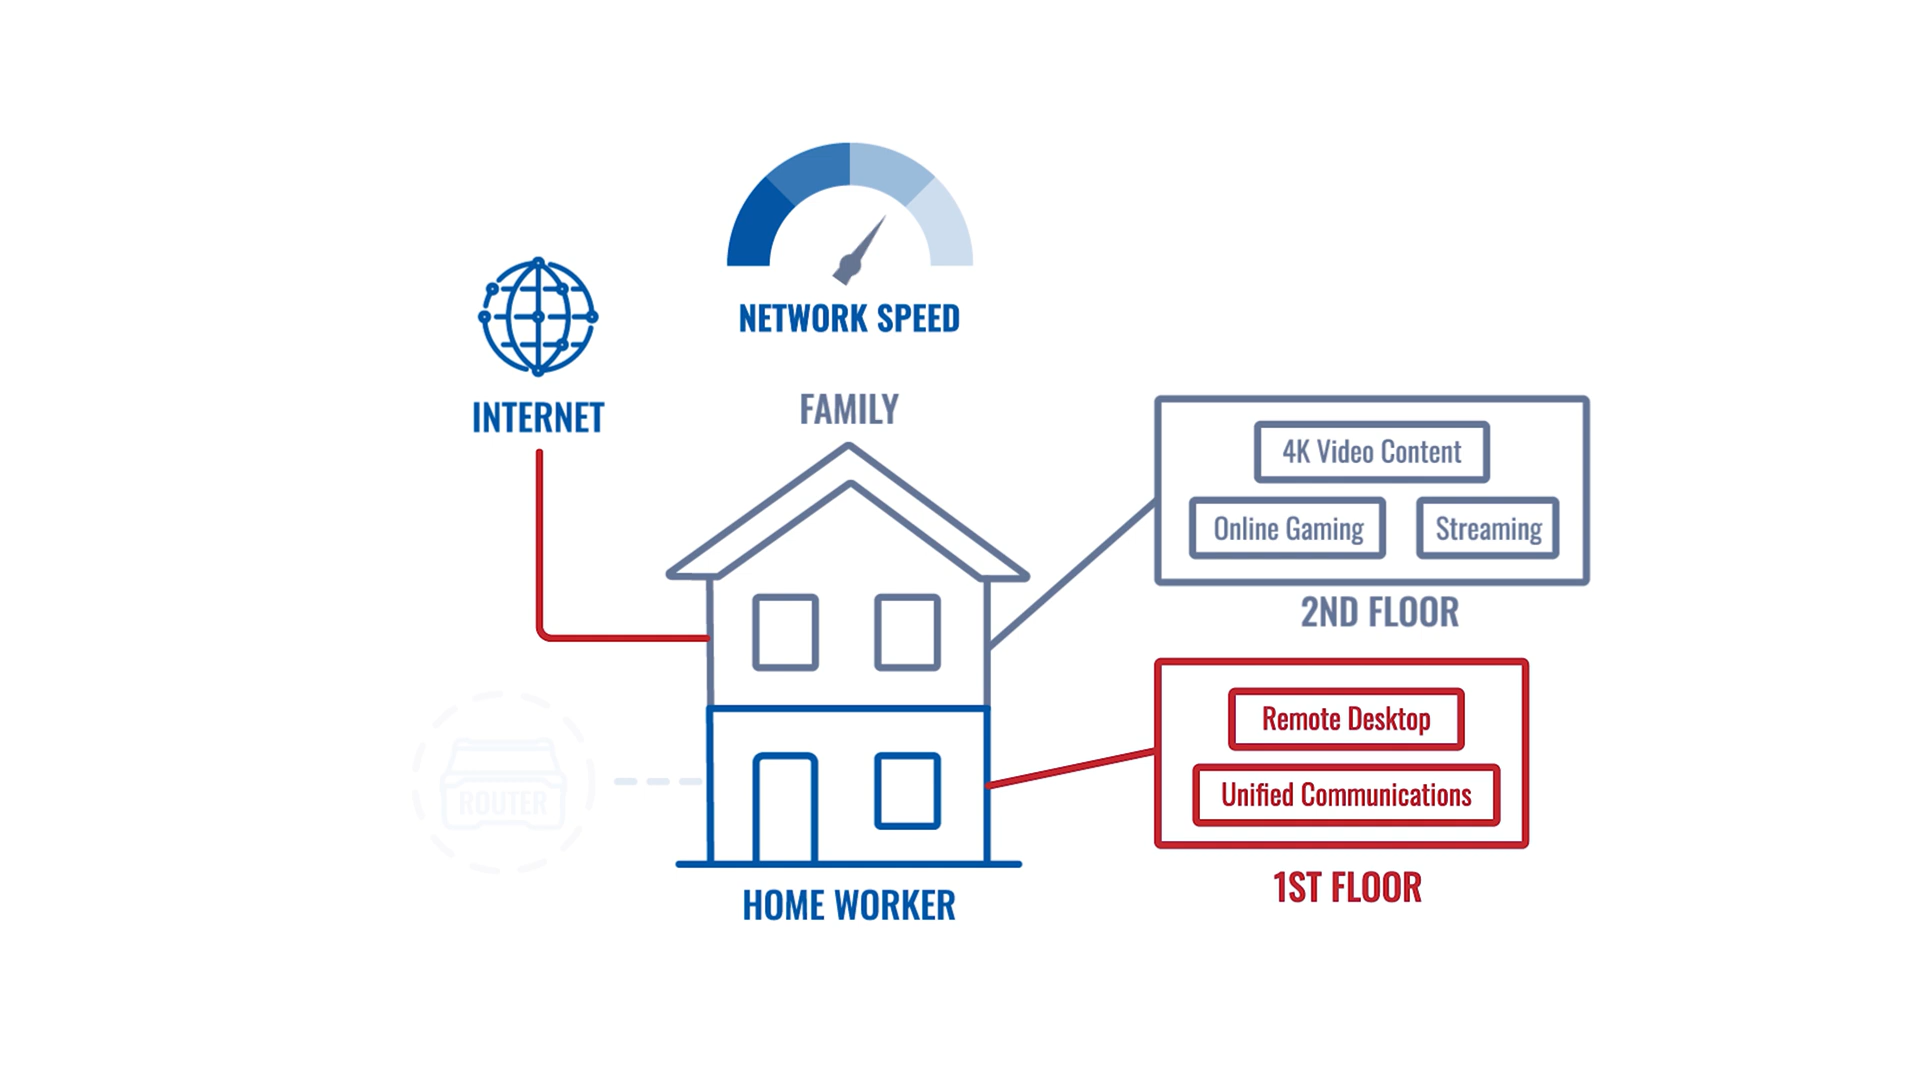 NETWORK SPEED
INTERNET
FAMILY
4K Video Content
Online Gaming
Streaming
2ND FLOOR
Remote Desktop
Unified Communications
1ST FLOOR
ROUTER
HOME WORKER